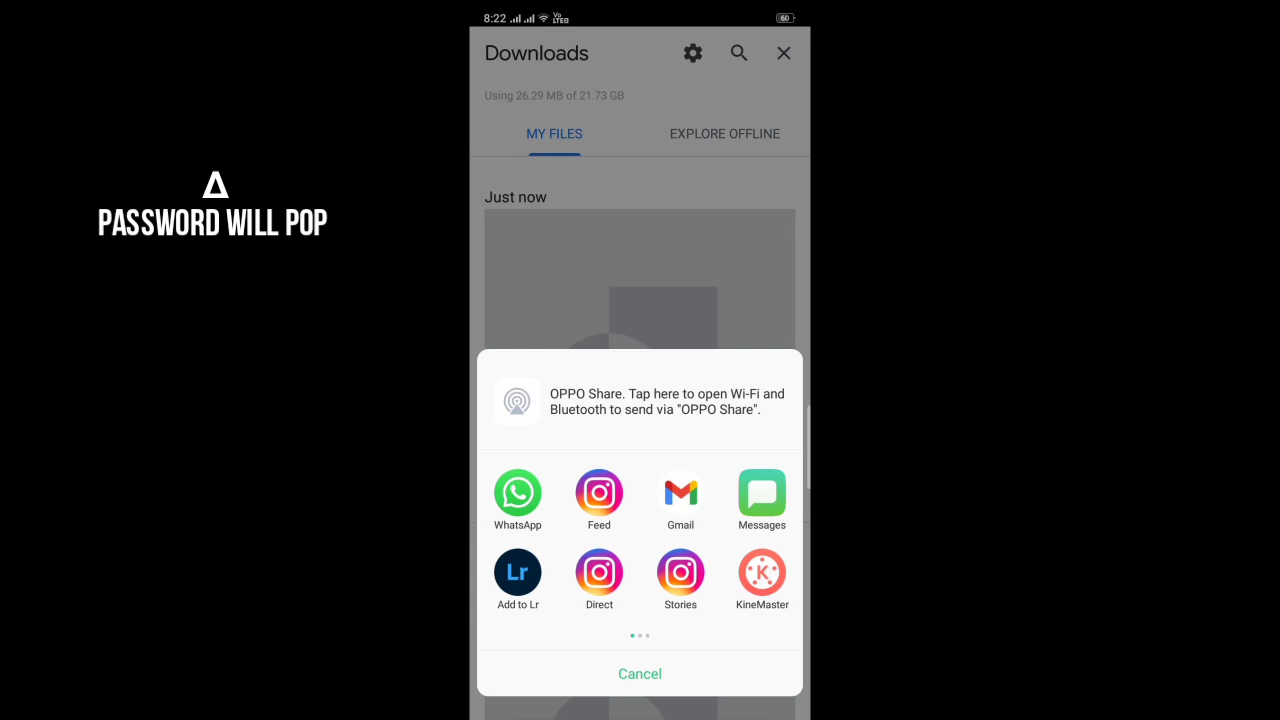 8:22
Vo
LTE2
60
Downloads
Using 26.29 MB of 21.73 GB
MY FILES
EXPLORE OFFLINE
Δ
PASSWORD WILL POP
Just now
OPPO Share. Tap here to open Wi-Fi and
Bluetooth to send via "OPPO Share".
WhatsApp
Feed
Gmail
Messages
Lr
K
Add to Lr
Direct
Stories
KineMaster
Cancel